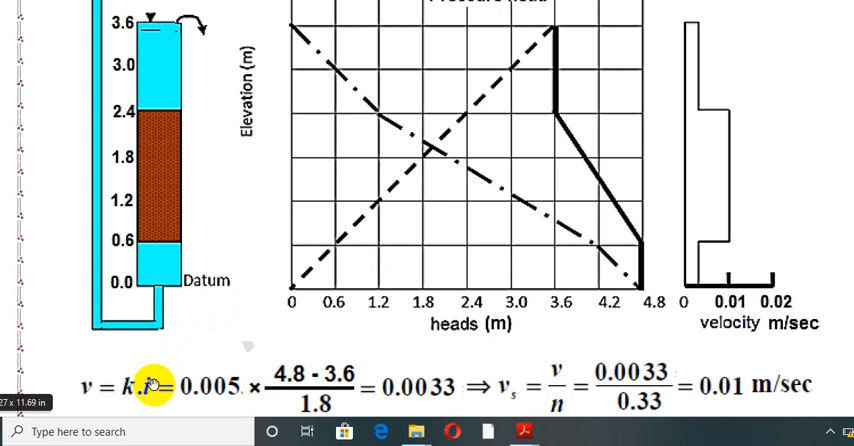 Pressure head
3.6
3.0
2.4
1.8
1.2
0.6
0.0
Datum
Elevation (m)
0 0.6 1.2 1.8 2.4 3.0 3.6 4.2 4.8
heads (m)
0 0.01 0.02
velocity m/sec
v = k.i = 0.005 × (4.8 - 3.6)/1.8 = 0.0033 ⇒ vₛ = v/n = 0.0033/0.33 = 0.01 m/sec
27 x 11.69 in
Type here to search